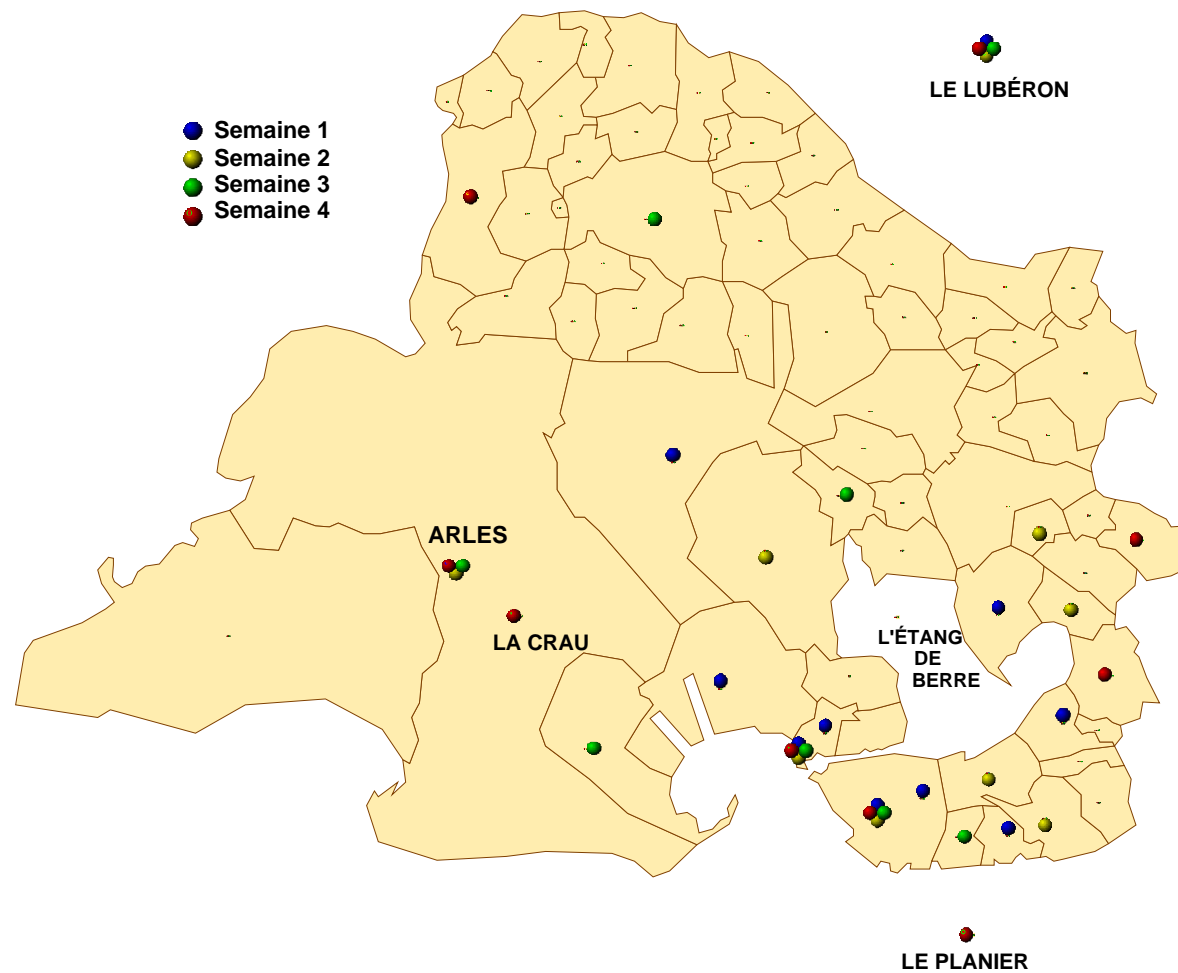 LE LUBÉRON
Semaine 1
Semaine 2
Semaine 3
Semaine 4
ARLES
LA CRAU
L'ÉTANG
DE
BERRE
LE PLANIER